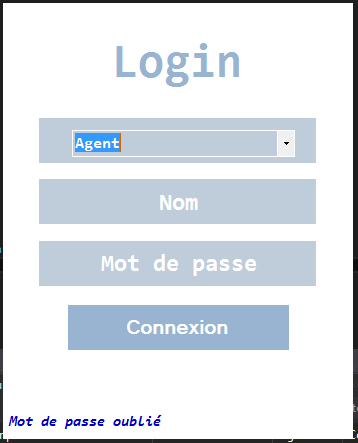 Login
Agent
Nom
Mot de passe
Connexion
Mot de passe oublié